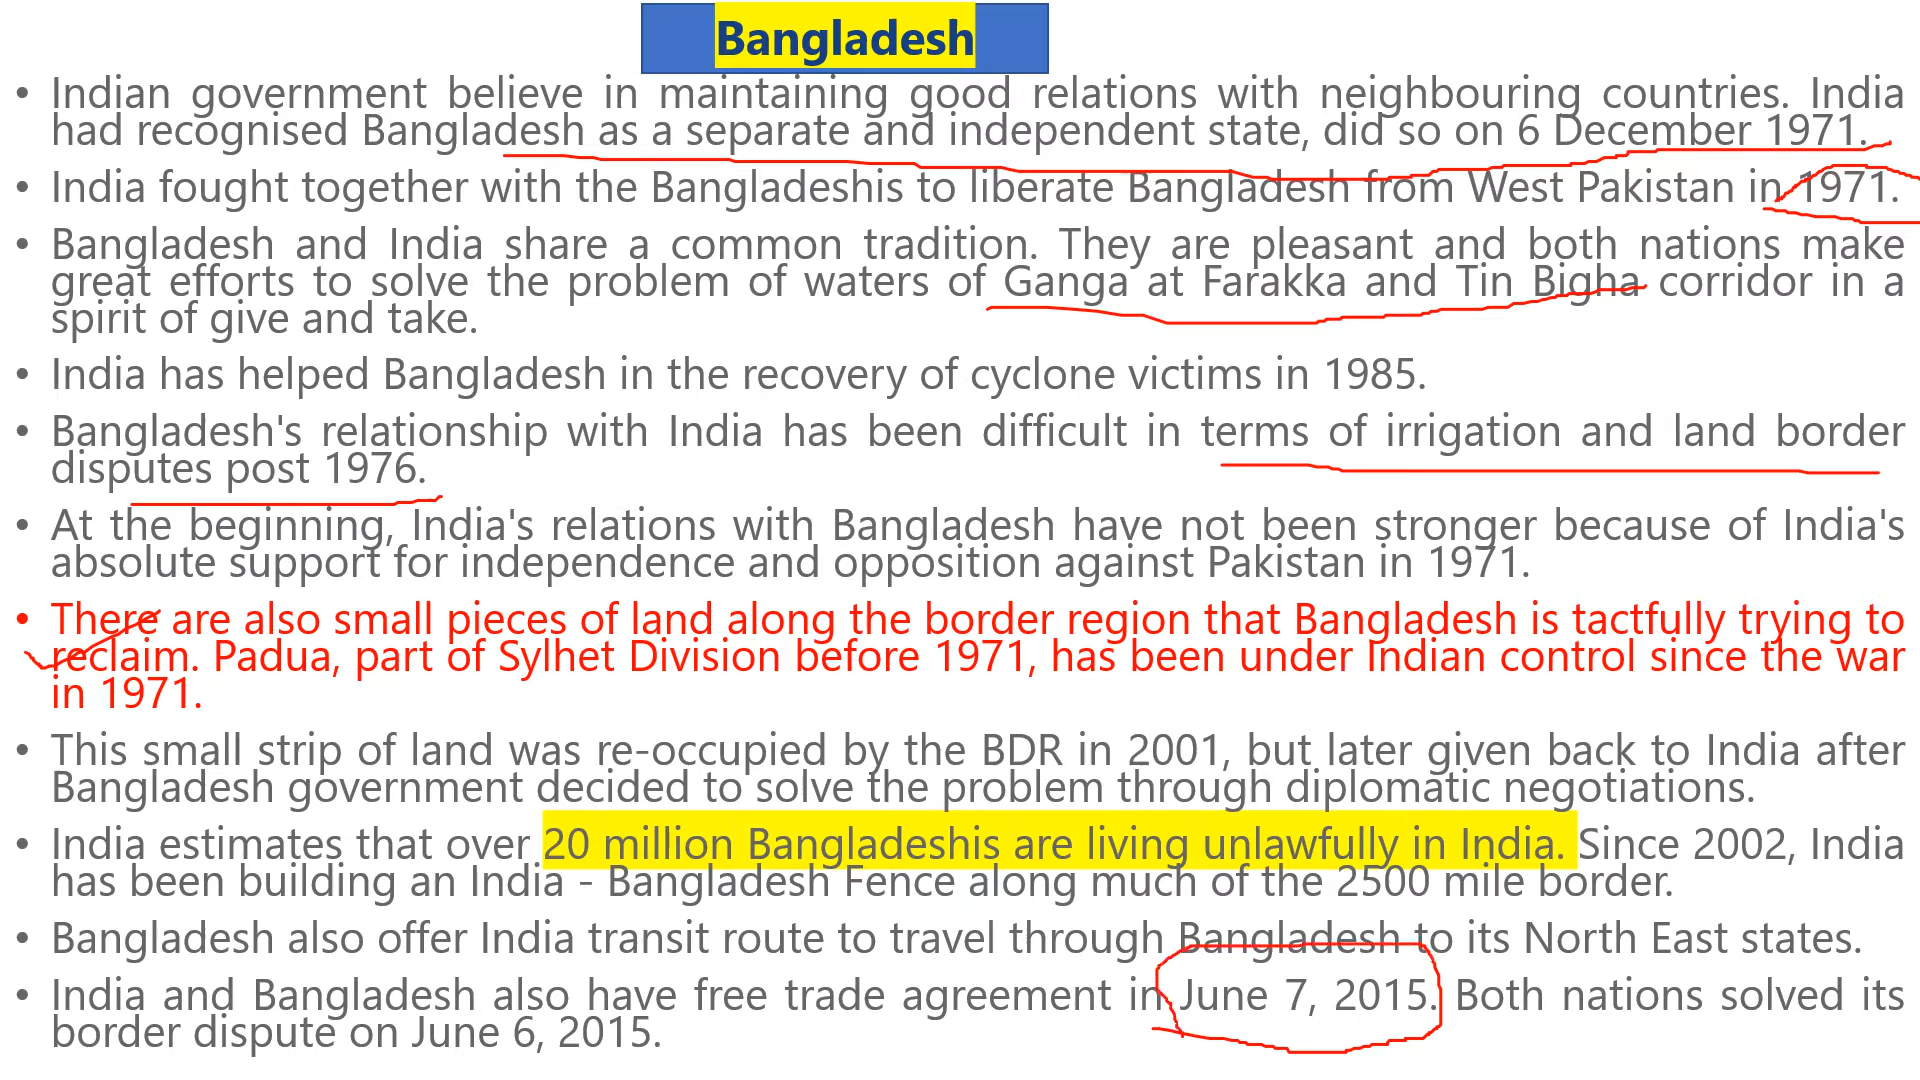 Bangladesh
• Indian government believe in maintaining good relations with neighbouring countries. India
had recognised Bangladesh as a separate and independent state, did so on 6 December 1971.
• India fought together with the Bangladeshis to liberate Bangladesh from West Pakistan in 1971.
• Bangladesh and India share a common tradition. They are pleasant and both nations make
great efforts to solve the problem of waters of Ganga at Farakka and Tin Bigha corridor in a
spirit of give and take.
• India has helped Bangladesh in the recovery of cyclone victims in 1985.
• Bangladesh's relationship with India has been difficult in terms of irrigation and land border
disputes post 1976.
• At the beginning, India's relations with Bangladesh have not been stronger because of India's
absolute support for independence and opposition against Pakistan in 1971.
• There are also small pieces of land along the border region that Bangladesh is tactfully trying to
reclaim. Padua, part of Sylhet Division before 1971, has been under Indian control since the war
in 1971.
• This small strip of land was re-occupied by the BDR in 2001, but later given back to India after
Bangladesh government decided to solve the problem through diplomatic negotiations.
• India estimates that over 20 million Bangladeshis are living unlawfully in India. Since 2002, India
has been building an India - Bangladesh Fence along much of the 2500 mile border.
• Bangladesh also offer India transit route to travel through Bangladesh to its North East states.
• India and Bangladesh also have free trade agreement in June 7, 2015. Both nations solved its
border dispute on June 6, 2015.